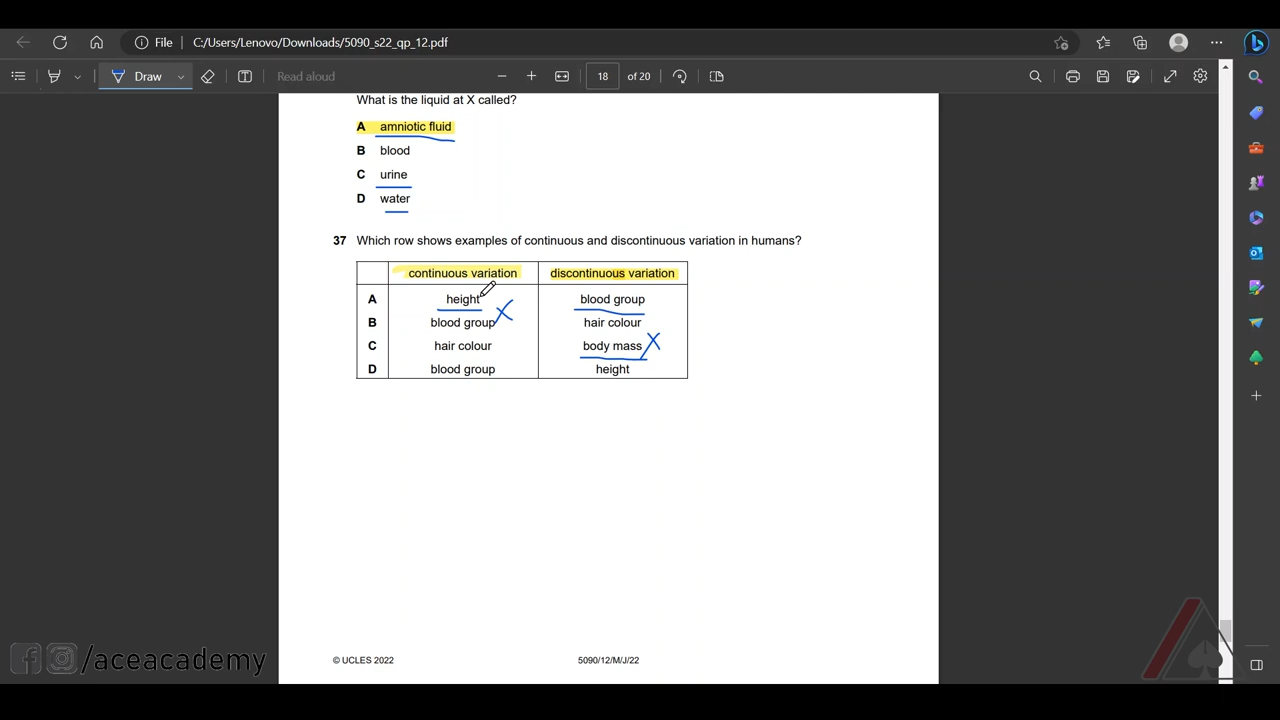 File C:/Users/Lenovo/Downloads/5090_s22_qp_12.pdf
Draw Read aloud 18 of 20
What is the liquid at X called?
A amniotic fluid
B blood
C urine
D water
37 Which row shows examples of continuous and discontinuous variation in humans?
continuous variation discontinuous variation
A height blood group
B blood group hair colour
C hair colour body mass
D blood group height
© UCLES 2022 5090/12/M/J/22
/aceacademy